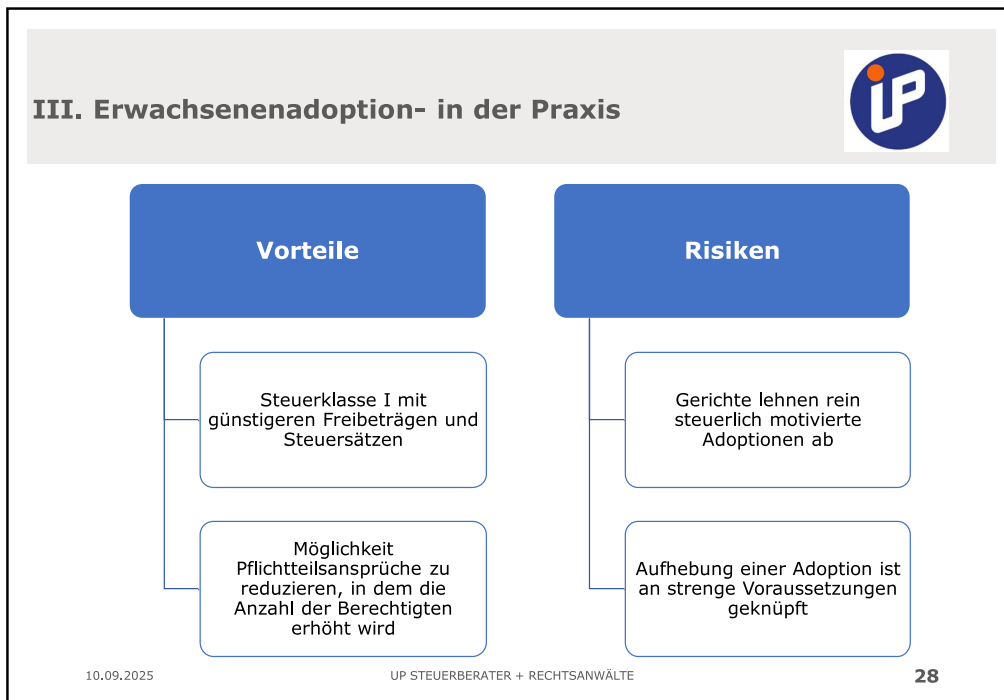 III. Erwachsenenadoption- in der Praxis
iP
Vorteile
Steuerklasse I mit
günstigeren Freibeträgen und
Steuersätzen
Möglichkeit
Pflichtteilsansprüche zu
reduzieren, in dem die
Anzahl der Berechtigten
erhöht wird
Risiken
Gerichte lehnen rein
steuerlich motivierte
Adoptionen ab
Aufhebung einer Adoption ist
an strenge Voraussetzungen
geknüpft
10.09.2025
UP STEUERBERATER + RECHTSANWÄLTE
28